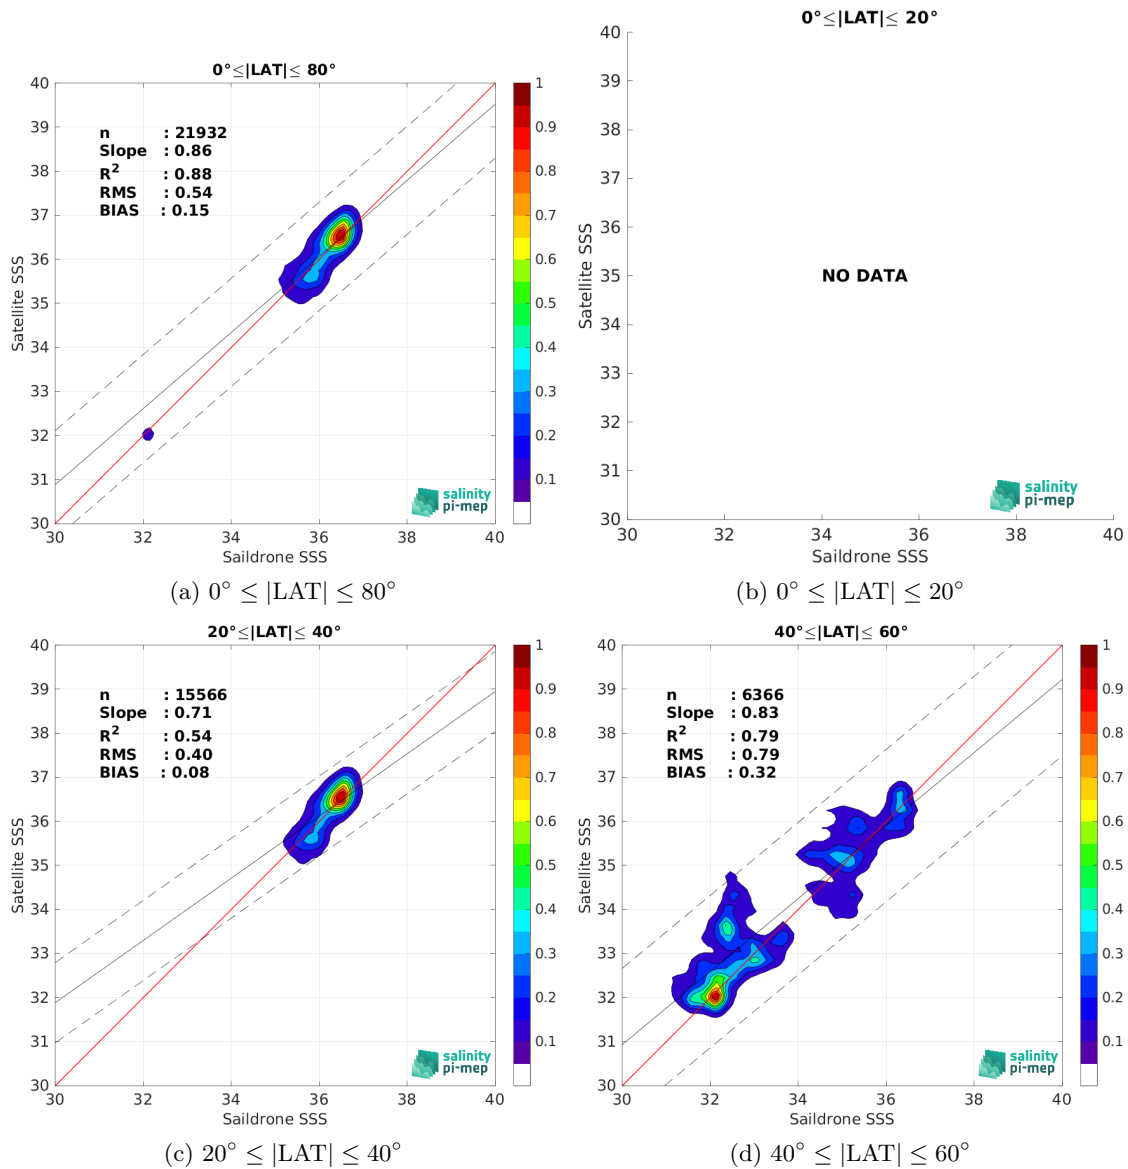 0°≤|LAT|≤ 80°
40
39
38
37
36
35
34
33
32
31
30
n : 21932
Slope : 0.86
R² : 0.88
RMS : 0.54
BIAS : 0.15
Satellite SSS
salinity
pi-mep
30 32 34 36 38 40
Saildrone SSS
1
0.9
0.8
0.7
0.6
0.5
0.4
0.3
0.2
0.1
(a) 0° ≤ |LAT| ≤ 80°
0°≤|LAT|≤ 20°
40
39
38
37
36
35
34
33
32
31
30
Satellite SSS
NO DATA
salinity
pi-mep
30 32 34 36 38 40
Saildrone SSS
(b) 0° ≤ |LAT| ≤ 20°
20°≤|LAT|≤ 40°
40
39
38
37
36
35
34
33
32
31
30
n : 15566
Slope : 0.71
R² : 0.54
RMS : 0.40
BIAS : 0.08
Satellite SSS
salinity
pi-mep
30 32 34 36 38 40
Saildrone SSS
1
0.9
0.8
0.7
0.6
0.5
0.4
0.3
0.2
0.1
(c) 20° ≤ |LAT| ≤ 40°
40°≤|LAT|≤ 60°
40
39
38
37
36
35
34
33
32
31
30
n : 6366
Slope : 0.83
R² : 0.79
RMS : 0.79
BIAS : 0.32
Satellite SSS
salinity
pi-mep
30 32 34 36 38 40
Saildrone SSS
1
0.9
0.8
0.7
0.6
0.5
0.4
0.3
0.2
0.1
(d) 40° ≤ |LAT| ≤ 60°